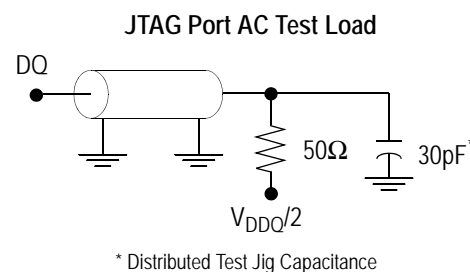 JTAG Port AC Test Load
DQ
50Ω
30pF*
VDDQ/2
* Distributed Test Jig Capacitance